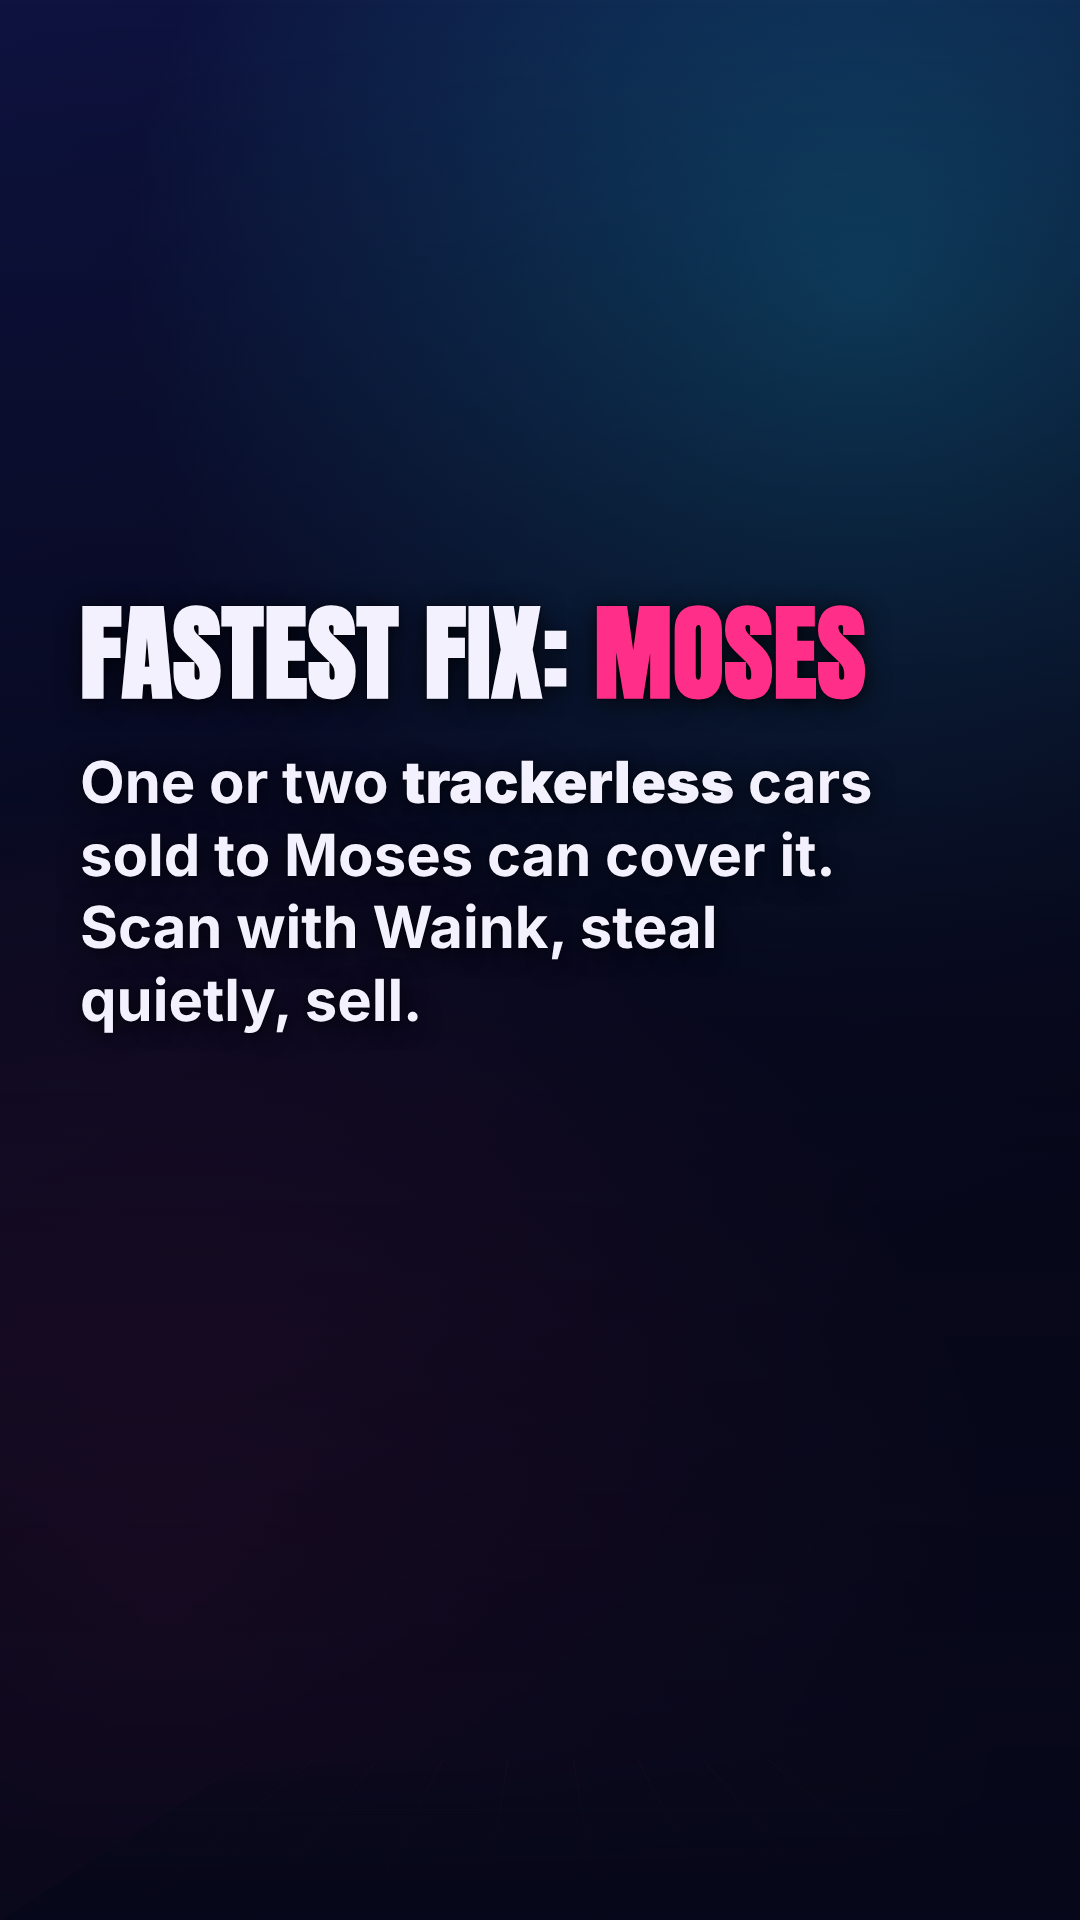 FASTEST FIX: MOSES
One or two trackerless cars
sold to Moses can cover it.
Scan with Waink, steal
quietly, sell.